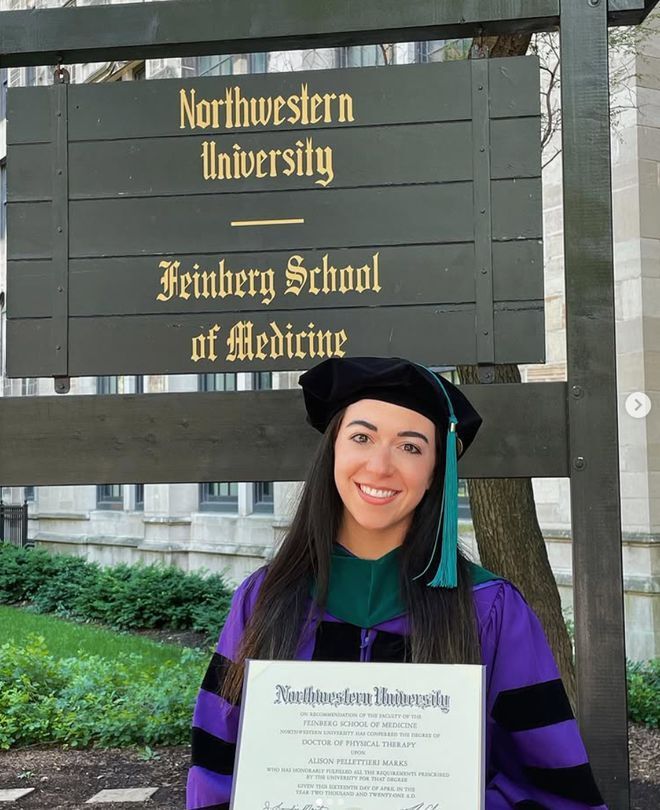 Northwestern
University
Feinberg School
of Medicine
Northwestern University
ON RECOMMENDATION OF THE FACULTY OF THE
FEINBERG SCHOOL OF MEDICINE
NORTHWESTERN UNIVERSITY HAS CONFERRED THE DEGREE OF
DOCTOR OF PHYSICAL THERAPY
UPON
ALISON PELLETTIERI MARKS
WHO HAS HONORABLY FULFILLED ALL THE REQUIREMENTS PRESCRIBED
BY THE UNIVERSITY FOR THAT DEGREE
GIVEN THIS SIXTEENTH DAY OF APRIL IN THE
YEAR TWO THOUSAND AND TWENTY-ONE A.D.